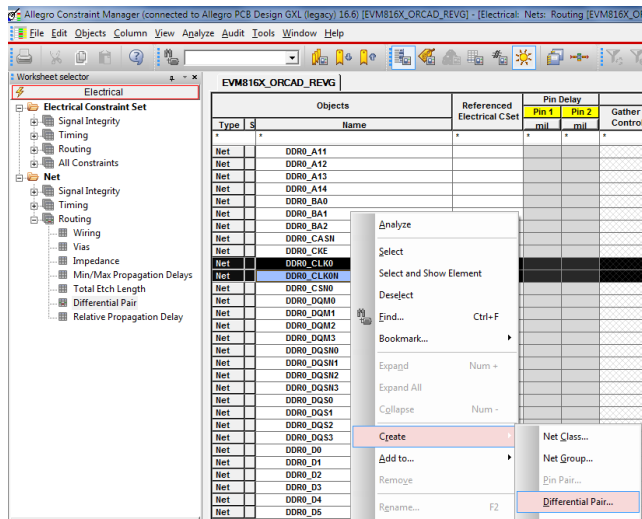 Allegro Constraint Manager (connected to Allegro PCB Design GXL (legacy) 16.6) [EVM816X_ORCAD_REVG] - [Electrical: Nets: Routing [EVM816X_O
File Edit Objects Column View Analyze Audit Tools Window Help
Worksheet selector
Electrical
Electrical Constraint Set
Signal Integrity
Timing
Routing
All Constraints
Net
Signal Integrity
Timing
Routing
Wiring
Vias
Impedance
Min/Max Propagation Delays
Total Etch Length
Differential Pair
Relative Propagation Delay
EVM816X_ORCAD_REVG
Objects Referenced Electrical CSet Pin Delay Gather Contro
Pin 1 Pin 2
Type S Name mil mil
* * * * * *
Net DDR0_A11
Net DDR0_A12
Net DDR0_A13
Net DDR0_A14
Net DDR0_BA0
Net DDR0_BA1
Net DDR0_BA2
Net DDR0_CASN
Net DDR0_CKE
Net DDR0_CLK0
Net DDR0_CLK0N
Net DDR0_CSN0
Net DDR0_DQM0
Net DDR0_DQM1
Net DDR0_DQM2
Net DDR0_DQM3
Net DDR0_DQSN0
Net DDR0_DQSN1
Net DDR0_DQSN2
Net DDR0_DQSN3
Net DDR0_DQS0
Net DDR0_DQS1
Net DDR0_DQS2
Net DDR0_DQS3
Net DDR0_D0
Net DDR0_D1
Net DDR0_D2
Net DDR0_D3
Net DDR0_D4
Net DDR0_D5
Analyze
Select
Select and Show Element
Deselect
Find... Ctrl+F
Bookmark...
Expand Num +
Expand All
Collapse Num -
Create
Add to...
Remove
Rename... F2
Net Class...
Net Group...
Pin Pair...
Differential Pair...